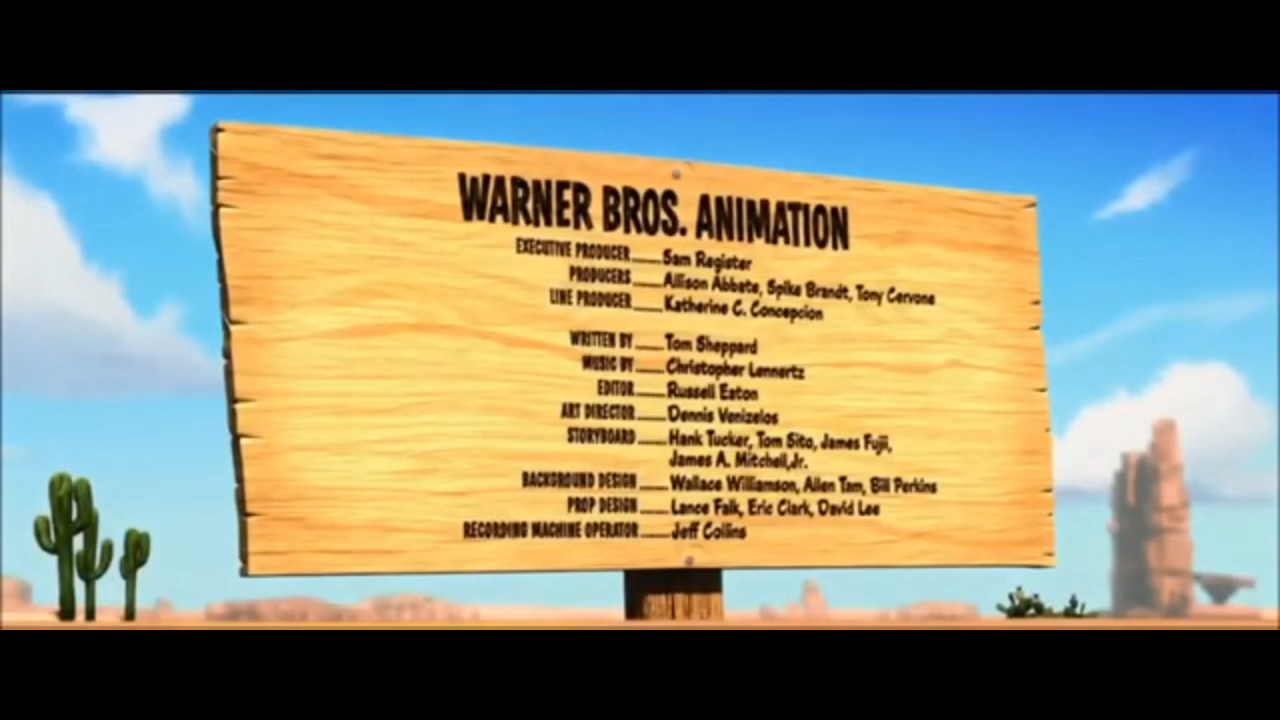 WARNER BROS. ANIMATION
EXECUTIVE PRODUCER ...... Sam Register
PRODUCERS ...... Allison Abbate, Spike Brandt, Tony Cervone
LINE PRODUCER ...... Katherine C. Concepcion
WRITTEN BY ...... Tom Sheppard
MUSIC BY ...... Christopher Lennertz
EDITOR ...... Russell Eaton
ART DIRECTOR ...... Dennis Venizelos
STORYBOARD ...... Hank Tucker, Tom Sito, James Fujii,
James A. Mitchell,Jr.
BACKGROUND DESIGN ...... Wallace Williamson, Allen Tam, Bill Perkins
PROP DESIGN ...... Lance Falk, Eric Clark, David Lee
RECORDING MACHINE OPERATOR ...... Jeff Collins